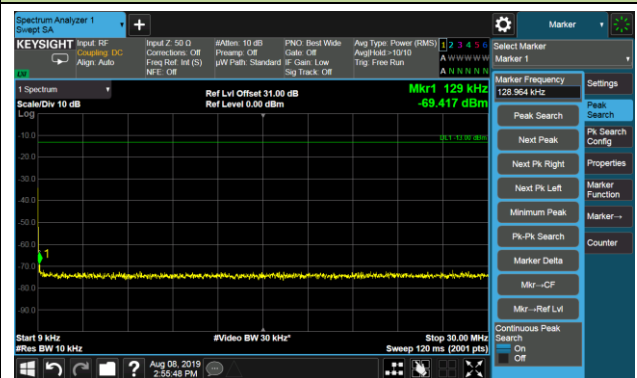 Spectrum Analyzer 1
Swept SA
+
Marker
KEYSIGHT
Input: RF
Coupling: DC
Align: Auto
Input Z: 50 Ω
Corrections: Off
Freq Ref: Int (S)
NFE: Off
#Atten: 10 dB
Preamp: Off
µW Path: Standard
PNO: Best Wide
Gate: Off
IF Gain: Low
Sig Track: Off
Avg Type: Power (RMS)
Avg|Hold:>10/10
Trig: Free Run
1 2 3 4 5 6
A W W W W W
A N N N N N
Select Marker
Marker 1
1 Spectrum
Scale/Div 10 dB
Log
Ref Lvl Offset 31.00 dB
Ref Level 0.00 dBm
Mkr1 129 kHz
-69.417 dBm
DL1 -13.00 dBm
-10.0
-20.0
-30.0
-40.0
-50.0
-60.0
-70.0
-80.0
-90.0
1
Start 9 kHz
#Res BW 10 kHz
#Video BW 30 kHz*
Stop 30.00 MHz
Sweep 120 ms (2001 pts)
Marker Frequency
128.964 kHz
Peak Search
Next Peak
Next Pk Right
Next Pk Left
Minimum Peak
Pk-Pk Search
Marker Delta
Mkr→CF
Mkr→Ref Lvl
Continuous Peak
Search
On
Off
Settings
Peak
Search
Pk Search
Config
Properties
Marker
Function
Marker→
Counter
?
Aug 08, 2019
2:55:48 PM